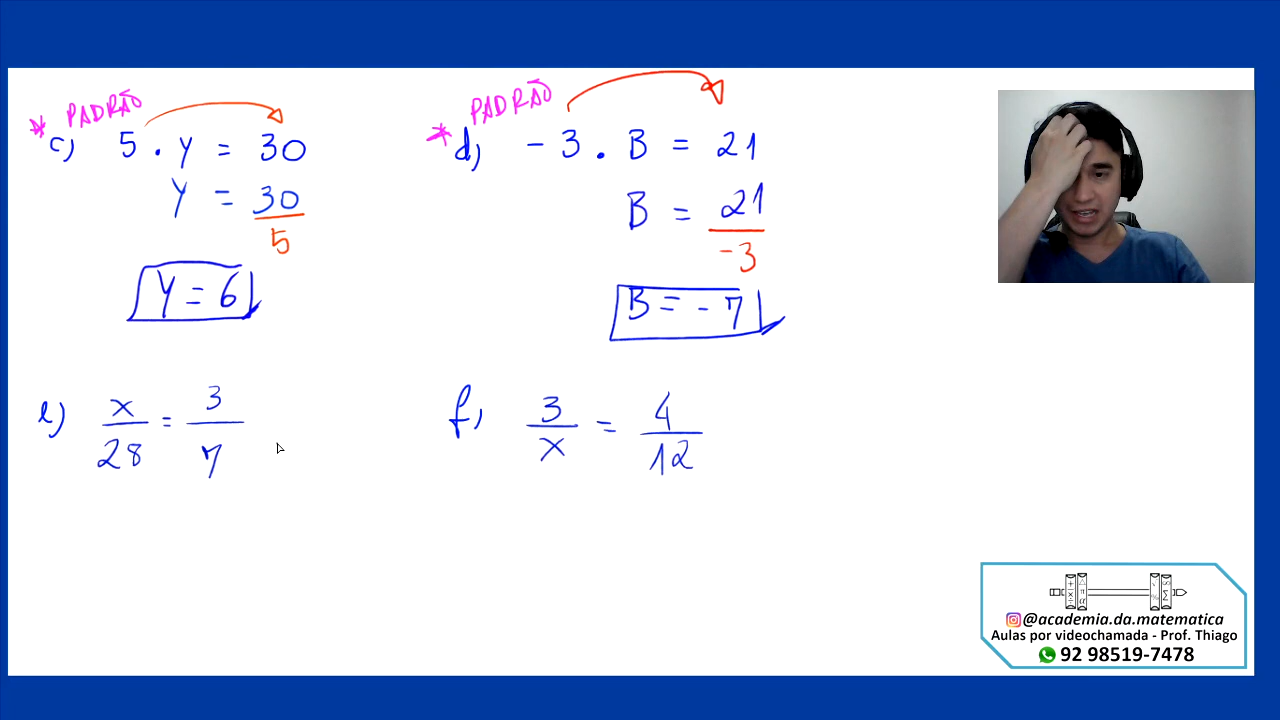 * PADRÃO
c) 5 . y = 30
y = 30
5
Y = 6
* PADRÃO
d) - 3 . B = 21
B = 21
-3
B = - 7
e) x/28 = 3/7
f) 3/x = 4/12
@academia.da.matematica
Aulas por videochamada - Prof. Thiago
92 98519-7478